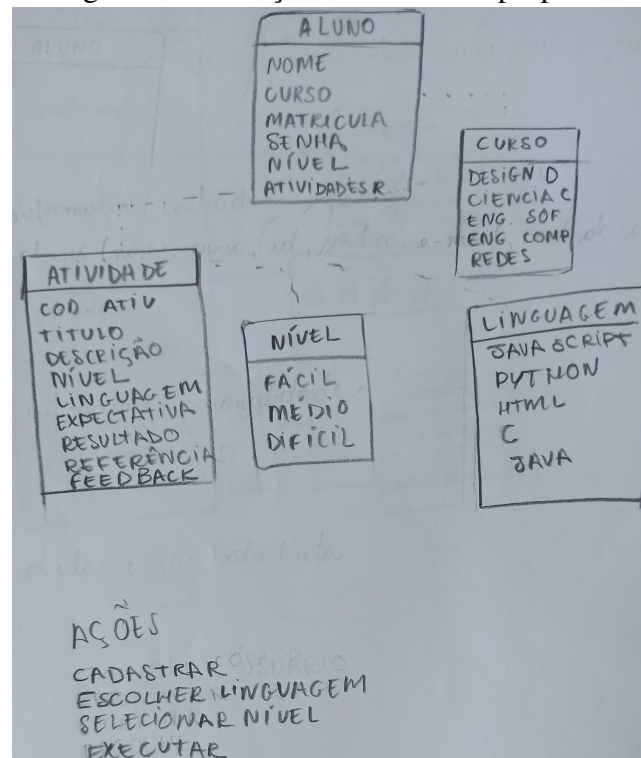 ALUNO
NOME
CURSO
MATRICULA
SENHA
NÍVEL
ATIVIDADES R.
CURSO
DESIGN D
CIENCIA C
ENG. SOF
ENG COMP
REDES
ATIVIDADE
COD. ATIV
TITULO
DESCRIÇÃO
NÍVEL
LINGUAGEM
EXPECTATIVA
RESULTADO
REFERÊNCIA
FEEDBACK
NÍVEL
FÁCIL
MÉDIO
DIFÍCIL
LINGUAGEM
JAVA SCRIPT
PYTHON
HTML
C
JAVA
AÇÕES
CADASTRAR
ESCOLHER LINGUAGEM
SELECIONAR NÍVEL
EXECUTAR